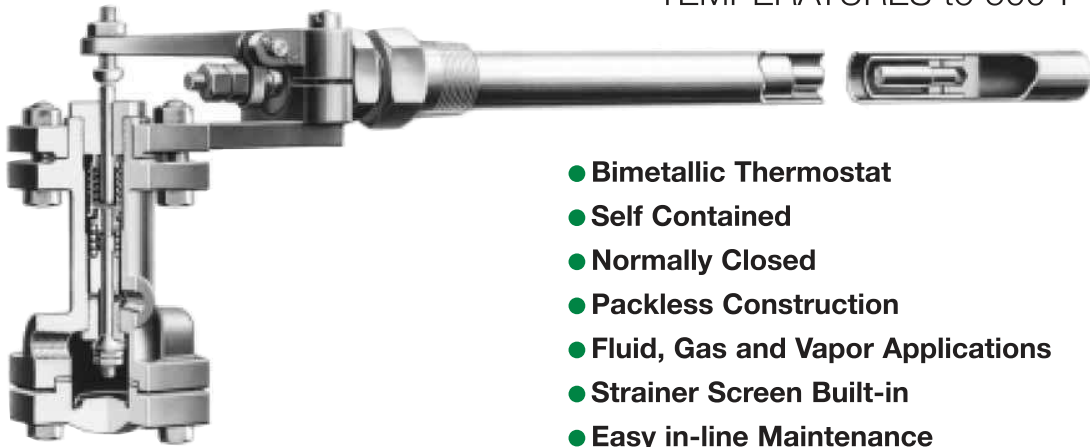 ● Bimetallic Thermostat
● Self Contained
● Normally Closed
● Packless Construction
● Fluid, Gas and Vapor Applications
● Strainer Screen Built-in
● Easy in-line Maintenance